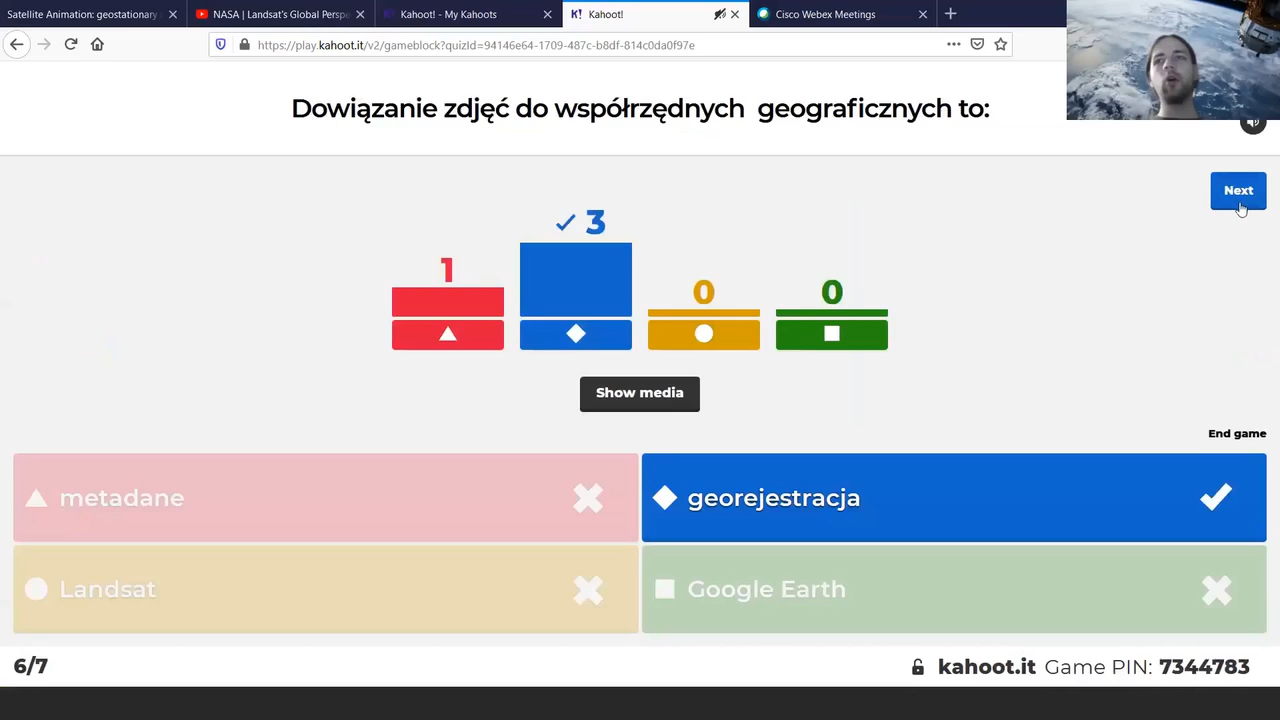 Satellite Animation: geostationary
NASA | Landsat's Global Perspe
Kahoot! - My Kahoots
Kahoot!
Cisco Webex Meetings
https://play.kahoot.it/v2/gameblock?quizId=94146e64-1709-487c-b8df-814c0da0f97e
Dowiązanie zdjęć do współrzędnych geograficznych to:
Next
3
1
0
0
Show media
End game
metadane
georejestracja
Landsat
Google Earth
6/7
kahoot.it Game PIN: 7344783